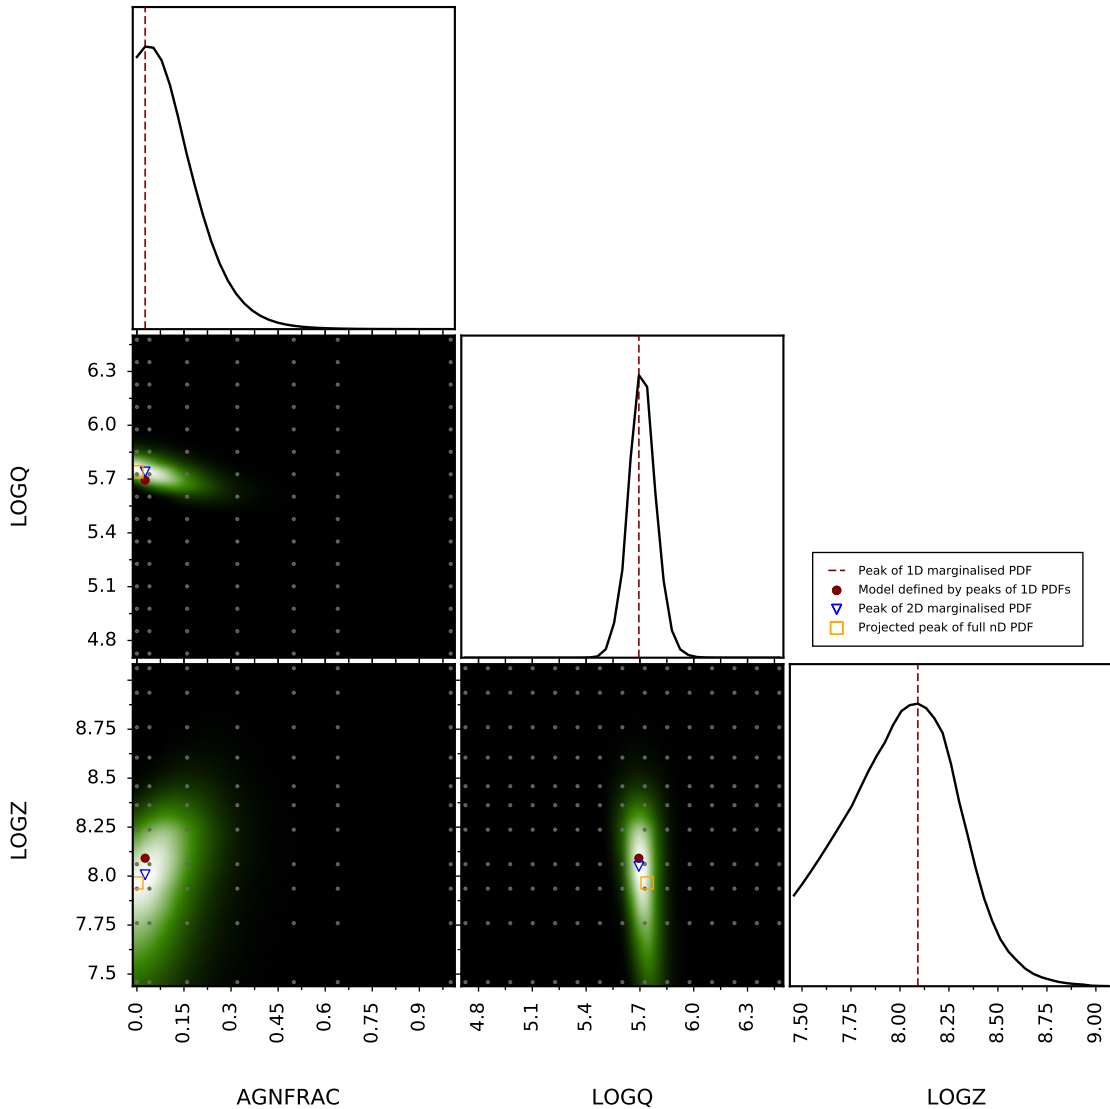 6.3
6.0
5.7
5.4
5.1
4.8
LOGQ
Peak of 1D marginalised PDF
Model defined by peaks of 1D PDFs
Peak of 2D marginalised PDF
Projected peak of full nD PDF
8.75
8.5
8.25
8.0
7.75
7.5
LOGZ
0.0 0.15 0.3 0.45 0.6 0.75 0.9
4.8 5.1 5.4 5.7 6.0 6.3
7.50 7.75 8.00 8.25 8.50 8.75 9.00
AGNFRAC LOGQ LOGZ